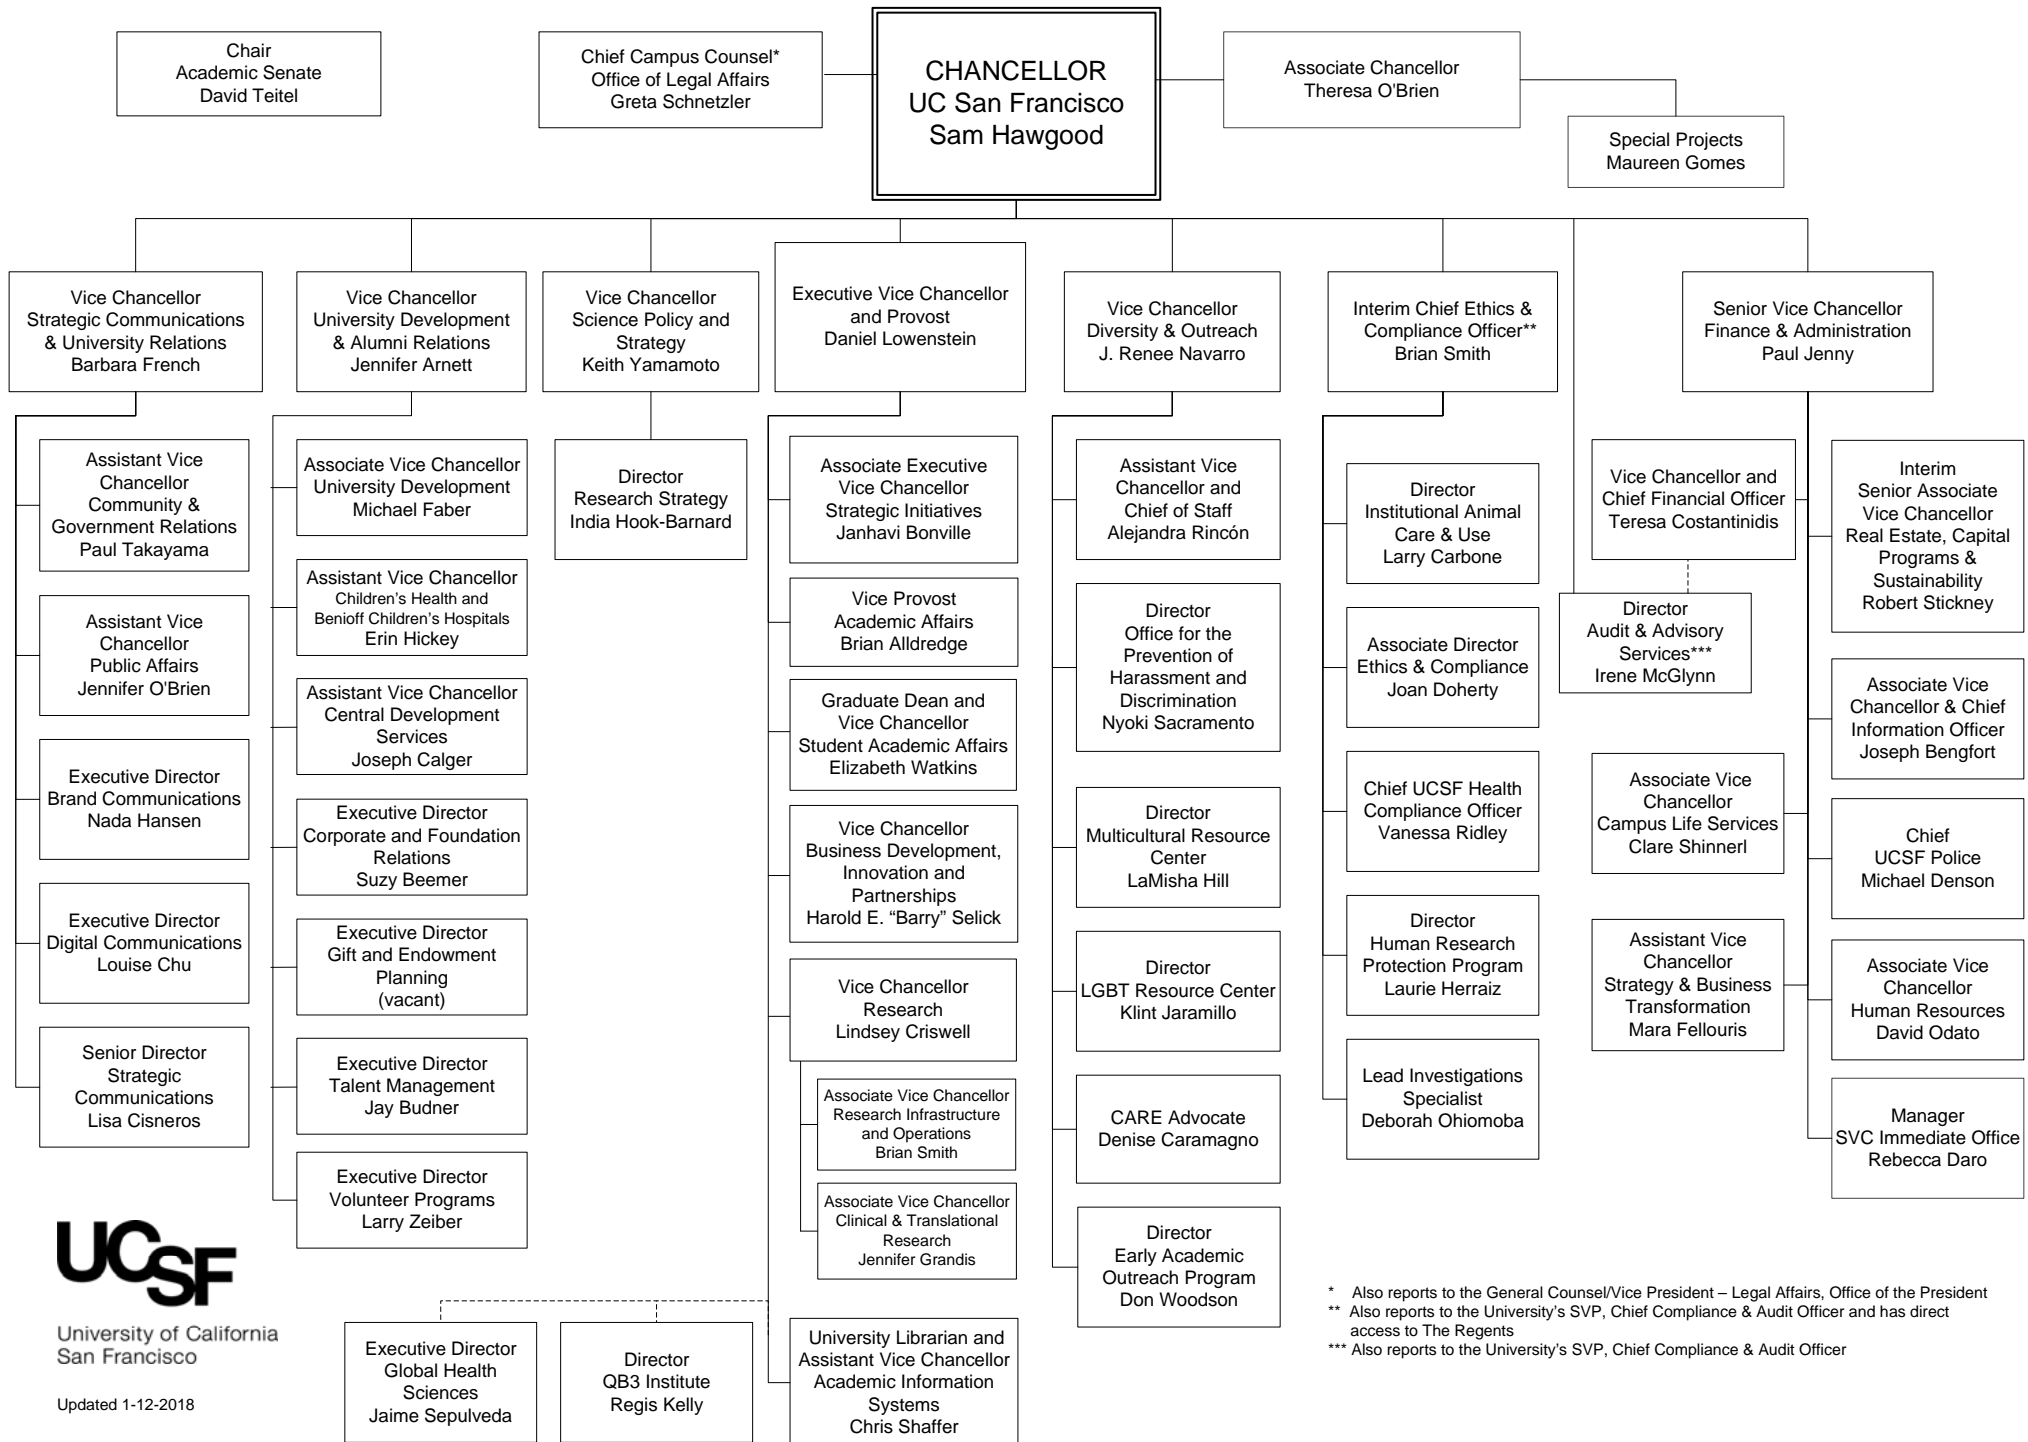 Chair
Academic Senate
David Teitel
Chief Campus Counsel*
Office of Legal Affairs
Greta Schnetzler
CHANCELLOR
UC San Francisco
Sam Hawgood
Associate Chancellor
Theresa O'Brien
Special Projects
Maureen Gomes
Vice Chancellor
Strategic Communications
& University Relations
Barbara French
Vice Chancellor
University Development
& Alumni Relations
Jennifer Arnett
Vice Chancellor
Science Policy and
Strategy
Keith Yamamoto
Executive Vice Chancellor
and Provost
Daniel Lowenstein
Vice Chancellor
Diversity & Outreach
J. Renee Navarro
Interim Chief Ethics &
Compliance Officer**
Brian Smith
Senior Vice Chancellor
Finance & Administration
Paul Jenny
Assistant Vice
Chancellor
Community &
Government Relations
Paul Takayama
Assistant Vice
Chancellor
Public Affairs
Jennifer O'Brien
Executive Director
Brand Communications
Nada Hansen
Executive Director
Digital Communications
Louise Chu
Senior Director
Strategic
Communications
Lisa Cisneros
Associate Vice Chancellor
University Development
Michael Faber
Assistant Vice Chancellor
Children's Health and
Benioff Children's Hospitals
Erin Hickey
Assistant Vice Chancellor
Central Development
Services
Joseph Calger
Executive Director
Corporate and Foundation
Relations
Suzy Beemer
Executive Director
Gift and Endowment
Planning
(vacant)
Executive Director
Talent Management
Jay Budner
Executive Director
Volunteer Programs
Larry Zeiber
Director
Research Strategy
India Hook-Barnard
Associate Executive
Vice Chancellor
Strategic Initiatives
Janhavi Bonville
Vice Provost
Academic Affairs
Brian Alldredge
Graduate Dean and
Vice Chancellor
Student Academic Affairs
Elizabeth Watkins
Vice Chancellor
Business Development,
Innovation and
Partnerships
Harold E. “Barry” Selick
Vice Chancellor
Research
Lindsey Criswell
Associate Vice Chancellor
Research Infrastructure
and Operations
Brian Smith
Associate Vice Chancellor
Clinical & Translational
Research
Jennifer Grandis
Executive Director
Global Health
Sciences
Jaime Sepulveda
Director
QB3 Institute
Regis Kelly
University Librarian and
Assistant Vice Chancellor
Academic Information
Systems
Chris Shaffer
Assistant Vice
Chancellor and
Chief of Staff
Alejandra Rincón
Director
Office for the
Prevention of
Harassment and
Discrimination
Nyoki Sacramento
Director
Multicultural Resource
Center
LaMisha Hill
Director
LGBT Resource Center
Klint Jaramillo
CARE Advocate
Denise Caramagno
Director
Early Academic
Outreach Program
Don Woodson
Director
Institutional Animal
Care & Use
Larry Carbone
Associate Director
Ethics & Compliance
Joan Doherty
Chief UCSF Health
Compliance Officer
Vanessa Ridley
Director
Human Research
Protection Program
Laurie Herraiz
Lead Investigations
Specialist
Deborah Ohiomoba
Vice Chancellor and
Chief Financial Officer
Teresa Costantinidis
Director
Audit & Advisory
Services***
Irene McGlynn
Associate Vice
Chancellor
Campus Life Services
Clare Shinnerl
Assistant Vice
Chancellor
Strategy & Business
Transformation
Mara Fellouris
Interim
Senior Associate
Vice Chancellor
Real Estate, Capital
Programs &
Sustainability
Robert Stickney
Associate Vice
Chancellor & Chief
Information Officer
Joseph Bengfort
Chief
UCSF Police
Michael Denson
Associate Vice
Chancellor
Human Resources
David Odato
Manager
SVC Immediate Office
Rebecca Daro
UCSF
University of California
San Francisco
Updated 1-12-2018
* Also reports to the General Counsel/Vice President – Legal Affairs, Office of the President
** Also reports to the University's SVP, Chief Compliance & Audit Officer and has direct
access to The Regents
*** Also reports to the University's SVP, Chief Compliance & Audit Officer